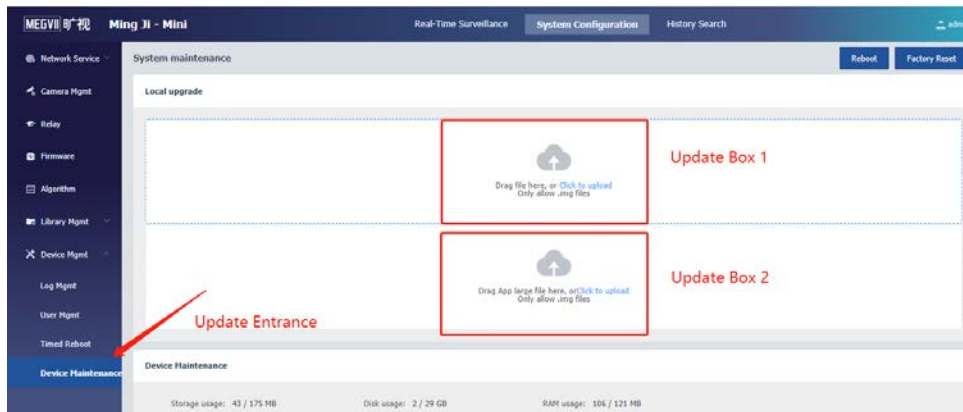 MEGVII 旷视 Ming Ji - Mini
Real-Time Surveillance
System Configuration
History Search
Network Service
Camera Mgmt
Relay
Firmware
Algorithm
Library Mgmt
Device Mgmt
Log Mgmt
User Mgmt
Timed Reboot
Device Maintenance
System maintenance
Reboot
Factory Reset
Local upgrade
Drag file here, or Click to upload
Only allow .img files
Update Box 1
Drag App large file here, orClick to upload
Only allow .img files
Update Box 2
Update Entrance
Device Maintenance
Storage usage: 43 / 175 MB
Disk usage: 2 / 29 GB
RAM usage: 106 / 121 MB